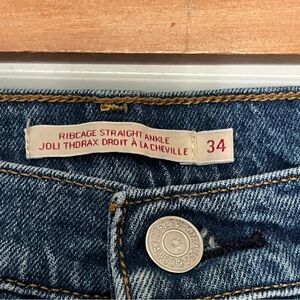 RIBCAGE STRAIGHT ANKLE
JOLI THORAX DROIT À LA CHEVILLE
34